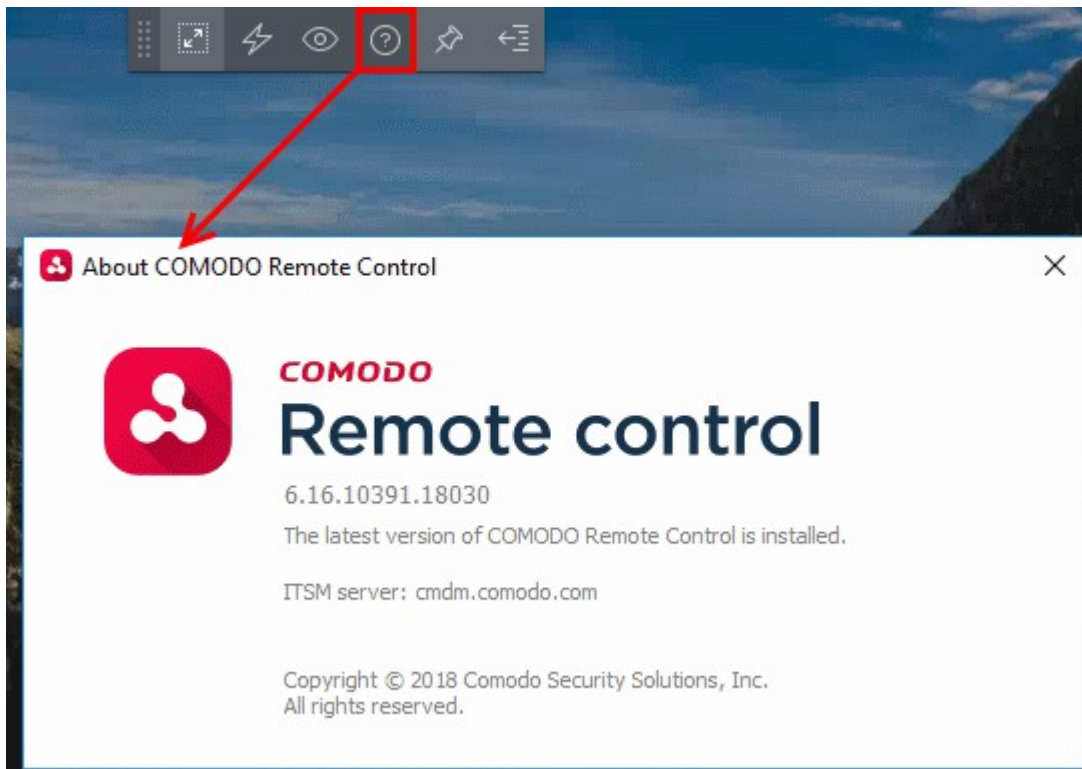 About COMODO Remote Control
COMODO
Remote control
6.16.10391.18030
The latest version of COMODO Remote Control is installed.
ITSM server: cmdm.comodo.com
Copyright © 2018 Comodo Security Solutions, Inc.
All rights reserved.